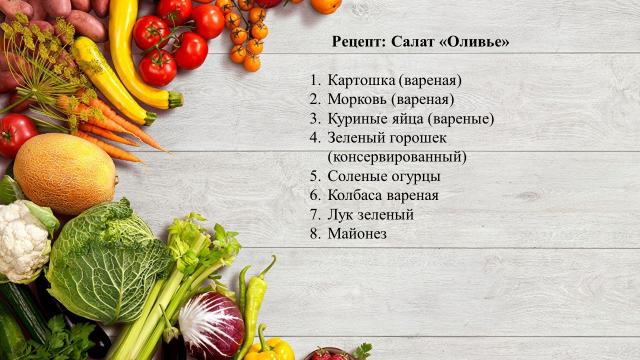 Рецепт: Салат «Оливье»
1. Картошка (вареная)
2. Морковь (вареная)
3. Куриные яйца (вареные)
4. Зеленый горошек
(консервированный)
5. Соленые огурцы
6. Колбаса вареная
7. Лук зеленый
8. Майонез